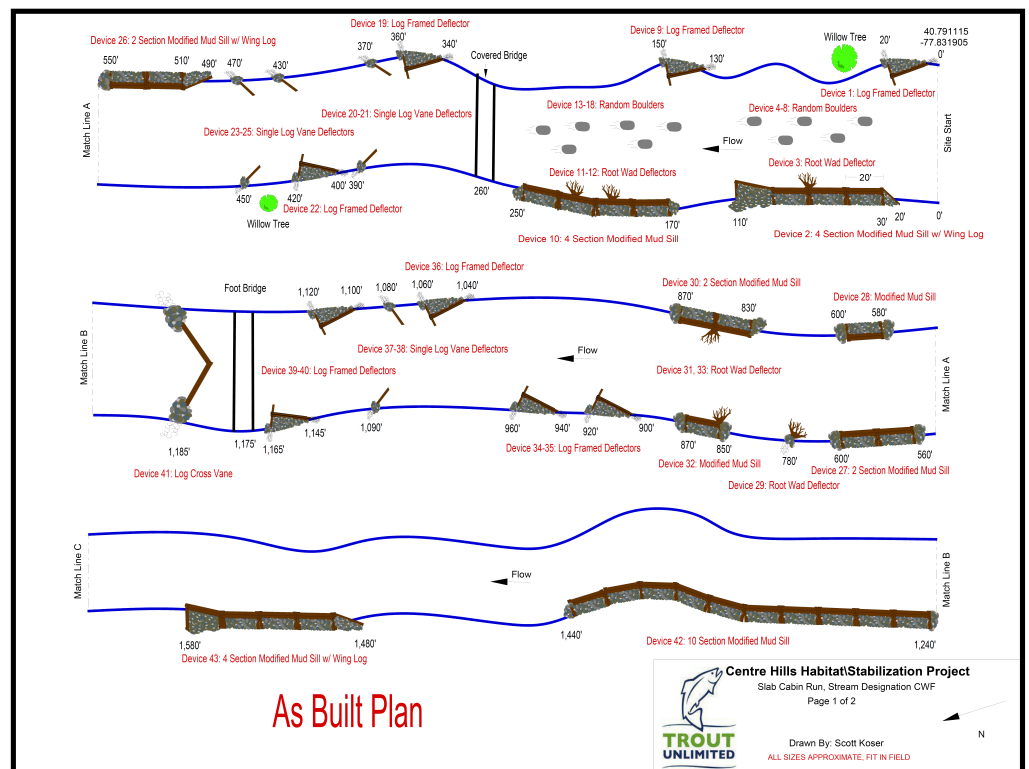 Device 19: Log Framed Deflector
Device 26: 2 Section Modified Mud Sill w/ Wing Log
Device 9: Log Framed Deflector
Willow Tree
40.791115
-77.831905
550'
510'
490'
470'
430'
370'
360'
340'
Covered Bridge
150'
130'
20'
0'
Device 1: Log Framed Deflector
Device 20-21: Single Log Vane Deflectors
Device 13-18: Random Boulders
Device 4-8: Random Boulders
Device 23-25: Single Log Vane Deflectors
Match Line A
Flow
Site Start
Device 11-12: Root Wad Deflectors
Device 3: Root Wad Deflector
20'
450'
420'
400'
390'
260'
250'
170'
110'
30'
20'
0'
Willow Tree
Device 22: Log Framed Deflector
Device 10: 4 Section Modified Mud Sill
Device 2: 4 Section Modified Mud Sill w/ Wing Log
Device 36: Log Framed Deflector
Device 30: 2 Section Modified Mud Sill
Device 28: Modified Mud Sill
Foot Bridge
1,120'
1,100'
1,080'
1,060'
1,040'
870'
830'
600'
580'
Match Line B
Device 37-38: Single Log Vane Deflectors
Flow
Device 39-40: Log Framed Deflectors
Device 31, 33: Root Wad Deflector
Match Line A
1,185'
1,175'
1,165'
1,145'
1,090'
960'
940'
920'
900'
870'
850'
780'
600'
560'
Device 34-35: Log Framed Deflectors
Device 32: Modified Mud Sill
Device 27: 2 Section Modified Mud Sill
Device 41: Log Cross Vane
Device 29: Root Wad Deflector
Match Line C
Flow
Match Line B
1,580'
1,480'
1,440'
1,240'
Device 43: 4 Section Modified Mud Sill w/ Wing Log
Device 42: 10 Section Modified Mud Sill
As Built Plan
Centre Hills Habitat\Stabilization Project
Slab Cabin Run, Stream Designation CWF
Page 1 of 2
N
Drawn By: Scott Koser
ALL SIZES APPROXIMATE, FIT IN FIELD
TROUT
UNLIMITED